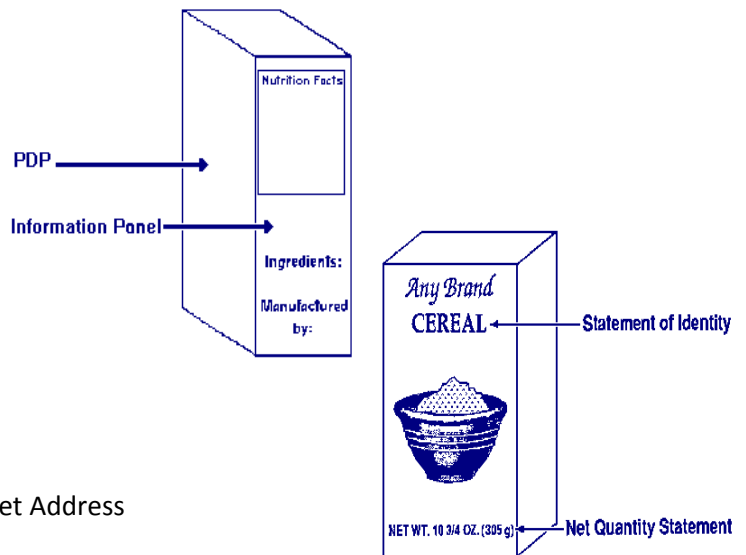 Nutrition Facts
PDP
Information Panel
Ingredients:
Manufactured
by:
Any Brand
CEREAL
Statement of Identity
et Address
NET WT. 10 3/4 OZ. (305 g)
Net Quantity Statement